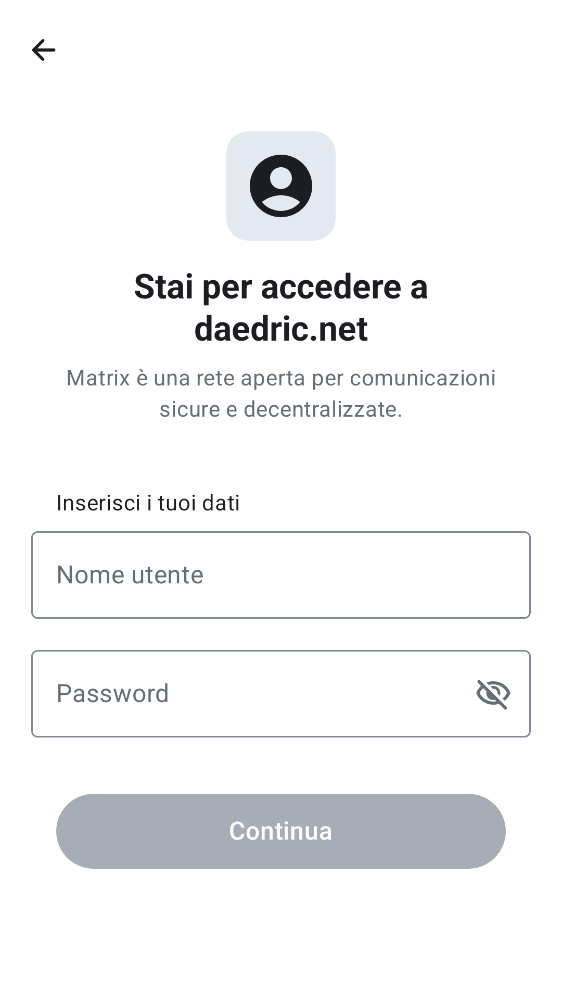 Stai per accedere a
daedric.net
Matrix è una rete aperta per comunicazioni
sicure e decentralizzate.
Inserisci i tuoi dati
Nome utente
Password
Continua